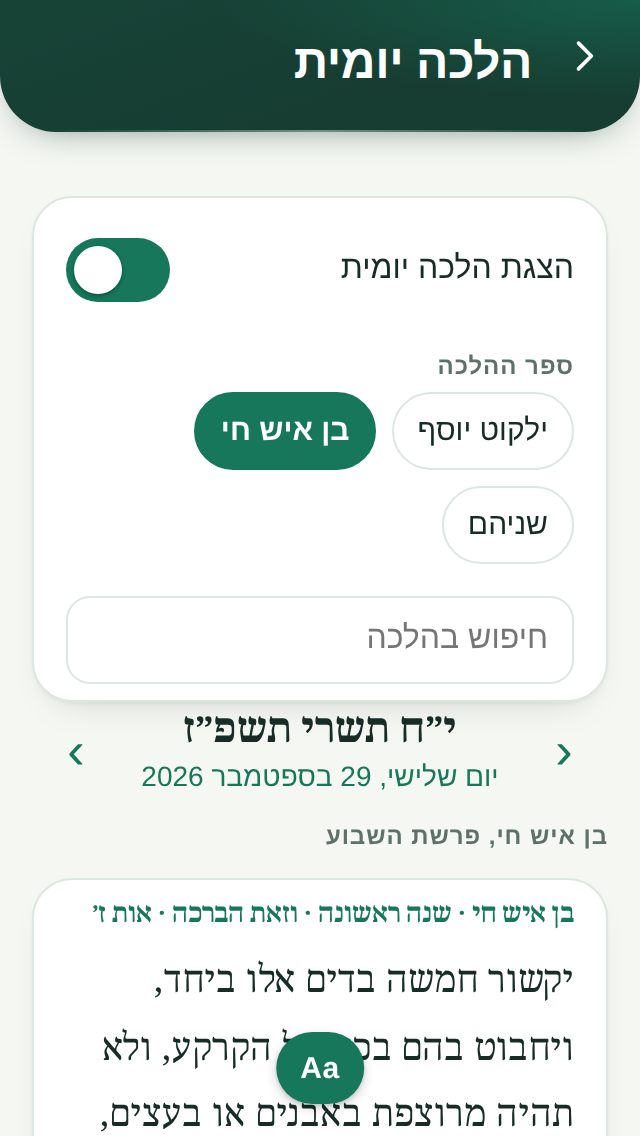 הלכה יומית
הצגת הלכה יומית
ספר ההלכה
ילקוט יוסף
בן איש חי
שניהם
חיפוש בהלכה
י״ח תשרי תשפ״ז
יום שלישי, 29 בספטמבר 2026
בן איש חי, פרשת השבוע
בן איש חי · שנה ראשונה · וזאת הברכה · אות ז׳
יקשור חמשה בדים אלו ביחד,
ויחבוט בהם הקרקע, ולא
Aa
תהיה מרוצפת באבנים או בעצים,